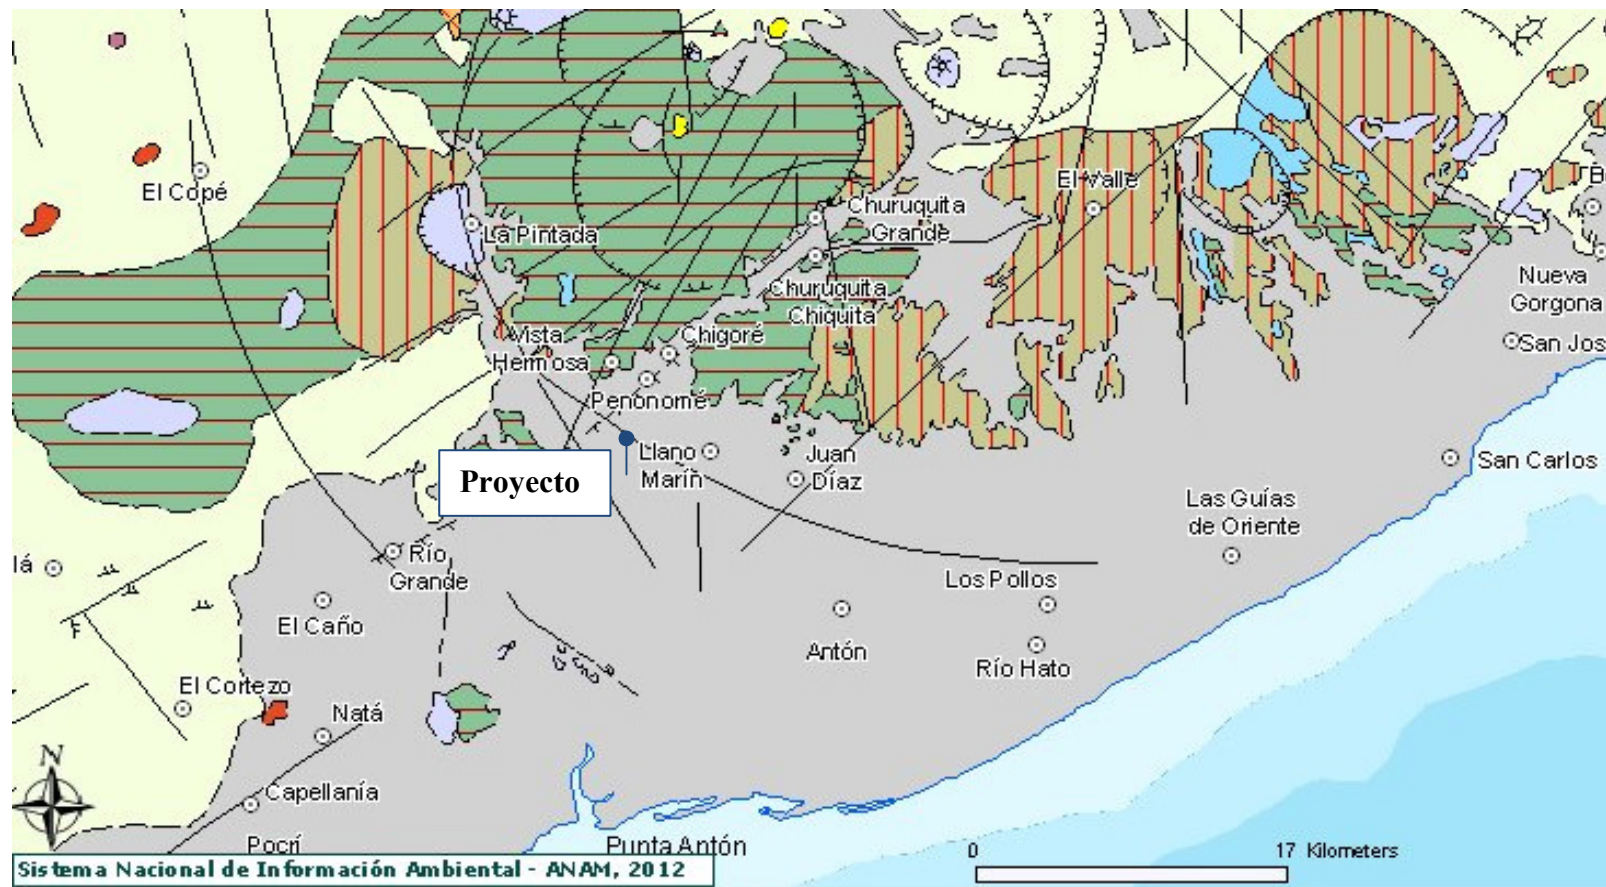 El Copé
El Valle
B
Churuquita
Grande
La Pintada
Nueva
Gorgona
Churuquita
Chiquita
Vista
Hermosa
Chigoré
San Jos
Penonomé
Llano
Marín
Juan
Díaz
San Carlos
Proyecto
Las Guías
de Oriente
lá
Río
Grande
Los Pollos
El Caño
F
Antón
Río Hato
El Cortezo
Natá
N
Capellanía
Pocrí
Punta Antón
0 17 Kilometers
Sistema Nacional de Información Ambiental - ANAM, 2012